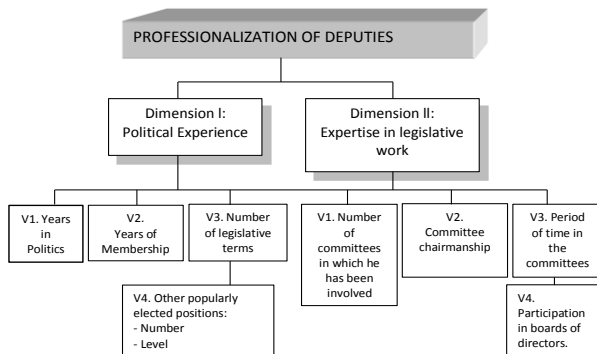 PROFESSIONALIZATION OF DEPUTIES
Dimension I:
Political Experience
Dimension II:
Expertise in legislative
work
V1. Years
in
Politics
V2.
Years of
Membership
V3. Number
of legislative
terms
V1. Number
of
committees
in which he
has been
involved
V2.
Committee
chairmanship
V3. Period
of time in
the
committees
V4. Other popularly
elected positions:
- Number
- Level
V4.
Participation
in boards of
directors.